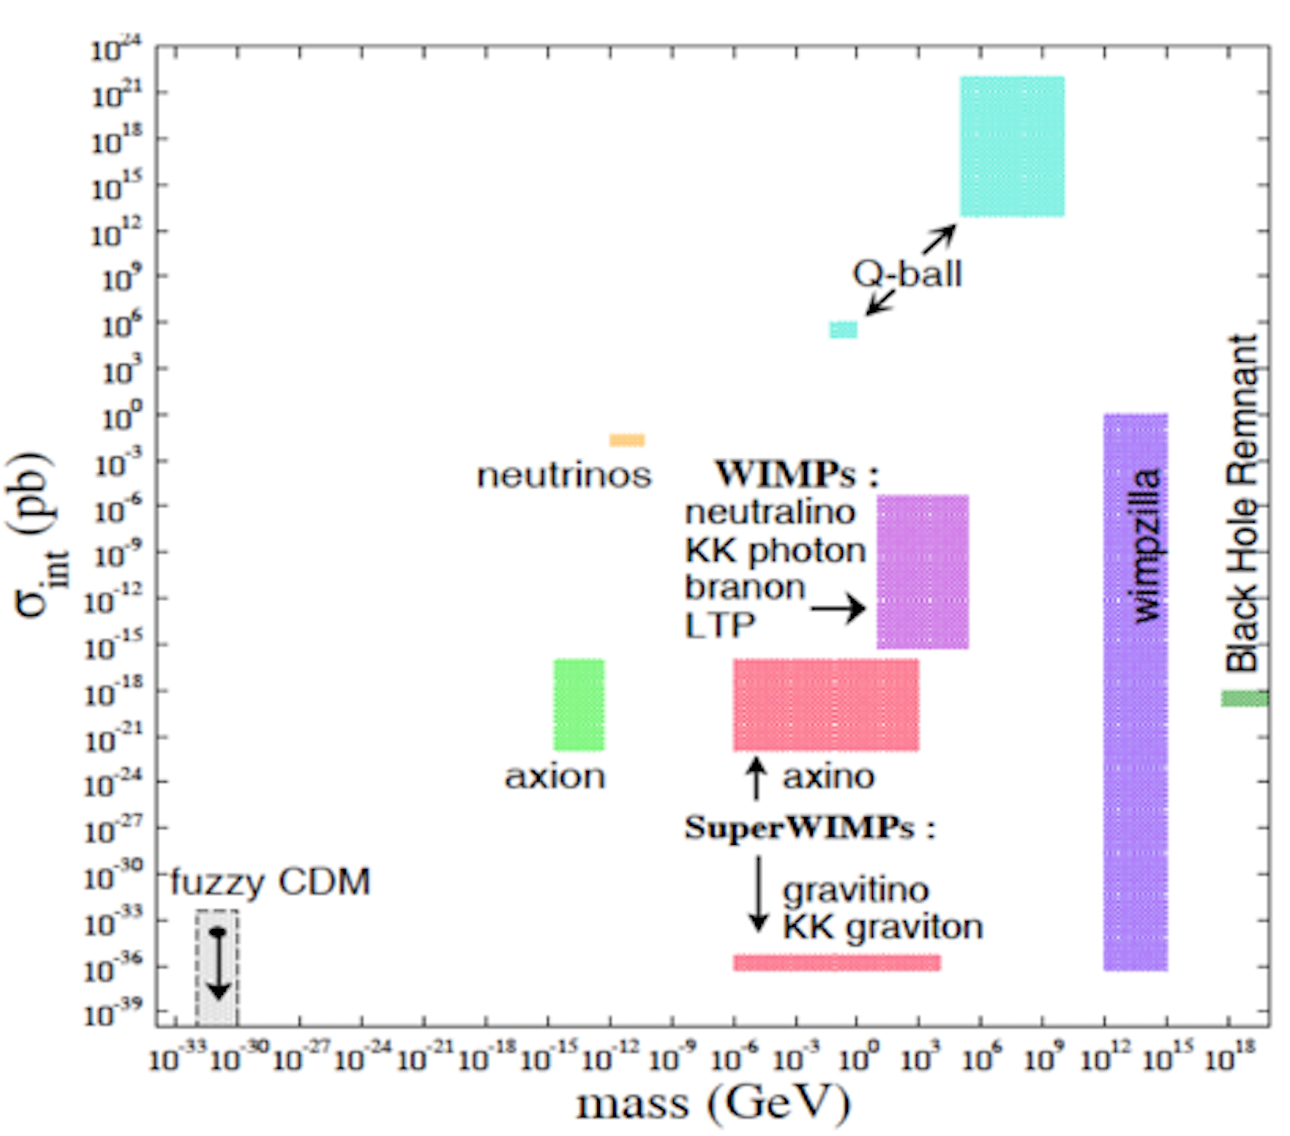 10^24
10^21
10^18
10^15
10^12
10^9
10^6
10^3
10^0
10^-3
10^-6
10^-9
10^-12
10^-15
10^-18
10^-21
10^-24
10^-27
10^-30
10^-33
10^-36
10^-39
σ_int (pb)
Q-ball
neutrinos
WIMPs :
neutralino
KK photon
branon
LTP
wimpzilla
Black Hole Remnant
axion
axino
SuperWIMPs :
gravitino
KK graviton
fuzzy CDM
10^-33 10^-30 10^-27 10^-24 10^-21 10^-18 10^-15 10^-12 10^-9 10^-6 10^-3 10^0 10^3 10^6 10^9 10^12 10^15 10^18
mass (GeV)